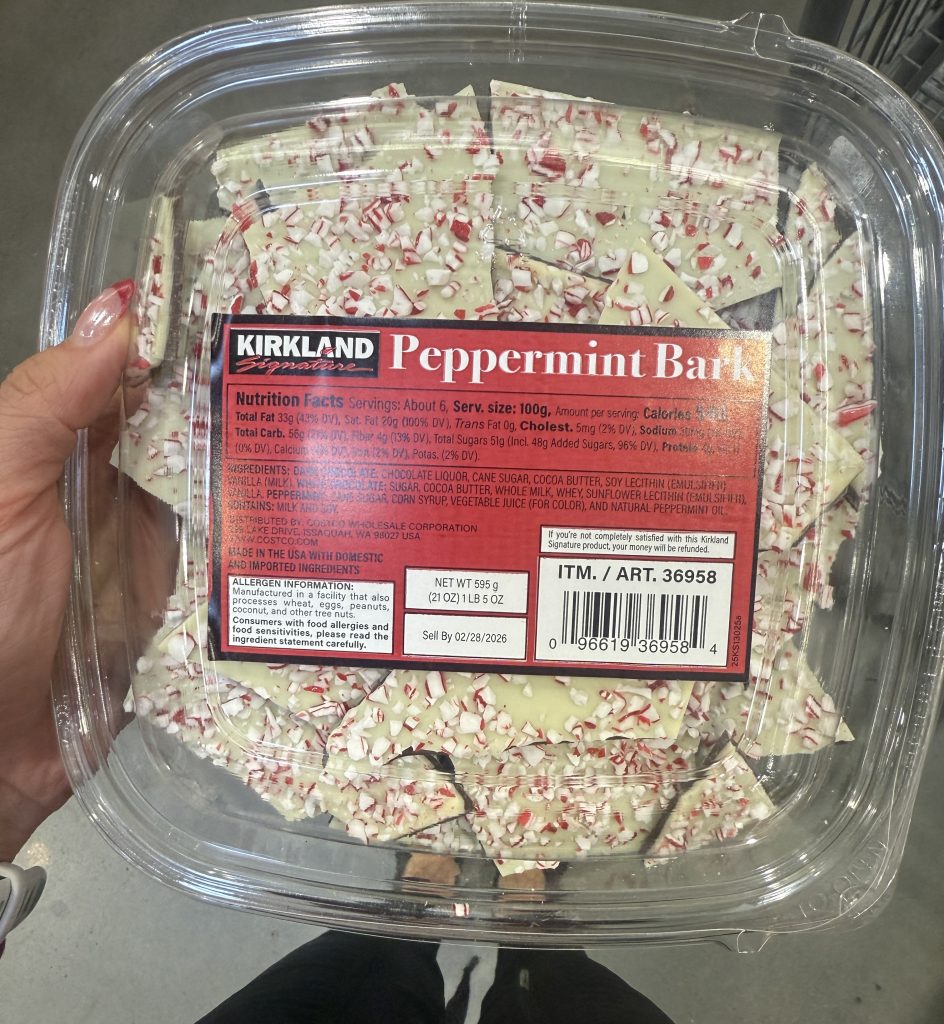 KIRKLAND
Signature
Peppermint Bark
Nutrition Facts Servings: About 6, Serv. size: 100g, Amount per serving: Calories
Total Fat 33g (43% DV), Sat. Fat 20g (100% DV), Trans Fat 0g, Cholest. 5mg (2% DV), Sodium
Total Carb. 56g (21% DV), Fiber 4g (13% DV), Total Sugars 51g (Incl. 48g Added Sugars, 96% DV), Protein
(0% DV), Calcium Iron (2% DV), Potas. (2% DV).
INGREDIENTS: DARK CHOCOLATE: CHOCOLATE LIQUOR, CANE SUGAR, COCOA BUTTER, SOY LECITHIN (EMULSIFIER)
VANILLA (MILK). WHITE CHOCOLATE: SUGAR, COCOA BUTTER, WHOLE MILK, WHEY, SUNFLOWER LECITHIN (EMULSIFIER),
VANILLA. PEPPERMINT: CANE SUGAR, CORN SYRUP, VEGETABLE JUICE (FOR COLOR), AND NATURAL PEPPERMINT OIL.
CONTAINS: MILK AND SOY.
DISTRIBUTED BY: COSTCO WHOLESALE CORPORATION
LAKE DRIVE, ISSAQUAH, WA 98027 USA
WWW.COSTCO.COM
MADE IN THE USA WITH DOMESTIC
AND IMPORTED INGREDIENTS
ALLERGEN INFORMATION:
Manufactured in a facility that also
processes wheat, eggs, peanuts,
coconut, and other tree nuts.
Consumers with food allergies and
food sensitivities, please read the
ingredient statement carefully.
NET WT 595 g
(21 OZ) 1 LB 5 OZ
Sell By 02/28/2026
If you're not completely satisfied with this Kirkland
Signature product, your money will be refunded.
ITM. / ART. 36958
0 96619 36958 4
25KS13025a